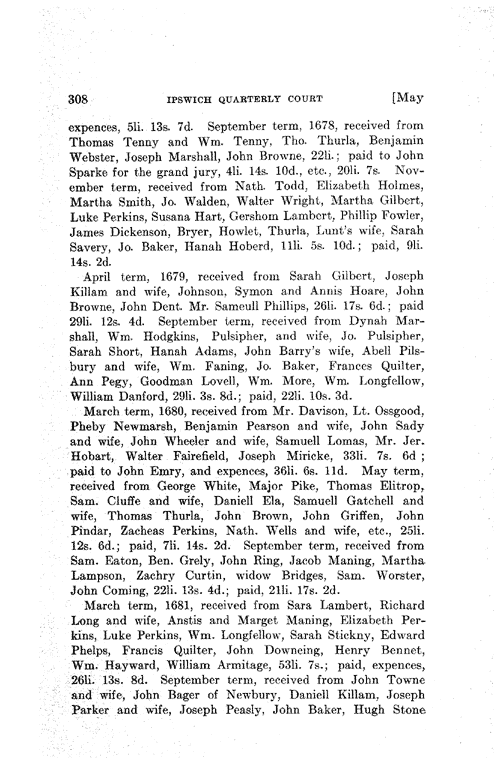 308 IPSWICH QUARTERLY COURT [May
expences, 5li. 13s. 7d. September term, 1678, received from
Thomas Tenny and Wm. Tenny, Tho. Thurla, Benjamin
Webster, Joseph Marshall, John Browne, 22li.; paid to John
Sparke for the grand jury, 4li. 14s. 10d., etc., 20li. 7s. Nov-
ember term, received from Nath. Todd, Elizabeth Holmes,
Martha Smith, Jo. Walden, Walter Wright, Martha Gilbert,
Luke Perkins, Susana Hart, Gershom Lambert, Phillip Fowler,
James Dickenson, Bryer, Howlet, Thurla, Lunt's wife, Sarah
Savery, Jo. Baker, Hanah Hoberd, 11li. 5s. 10d.; paid, 9li.
14s. 2d.
April term, 1679, received from Sarah Gilbert, Joseph
Killam and wife, Johnson, Symon and Annis Hoare, John
Browne, John Dent. Mr. Sameull Phillips, 26li. 17s. 6d.; paid
29li. 12s. 4d. September term, received from Dynah Mar-
shall, Wm. Hodgkins, Pulsipher, and wife, Jo. Pulsipher,
Sarah Short, Hanah Adams, John Barry's wife, Abell Pils-
bury and wife, Wm. Faning, Jo. Baker, Frances Quilter,
Ann Pegy, Goodman Lovell, Wm. More, Wm. Longfellow,
William Danford, 29li. 3s. 8d.; paid, 22li. 10s. 3d.
March term, 1680, received from Mr. Davison, Lt. Ossgood,
Pheby Newmarsh, Benjamin Pearson and wife, John Sady
and wife, John Wheeler and wife, Samuell Lomas, Mr. Jer.
Hobart, Walter Fairefield, Joseph Miricke, 33li. 7s. 6d ;
paid to John Emry, and expences, 36li. 6s. 11d. May term,
received from George White, Major Pike, Thomas Elitrop,
Sam. Cluffe and wife, Daniell Ela, Samuell Gatchell and
wife, Thomas Thurla, John Brown, John Griffen, John
Pindar, Zacheas Perkins, Nath. Wells and wife, etc., 25li.
12s. 6d.; paid, 7li. 14s. 2d. September term, received from
Sam. Eaton, Ben. Grely, John Ring, Jacob Maning, Martha
Lampson, Zachry Curtin, widow Bridges, Sam. Worster,
John Coming, 22li. 13s. 4d.; paid, 21li. 17s. 2d.
March term, 1681, received from Sara Lambert, Richard
Long and wife, Anstis and Marget Maning, Elizabeth Per-
kins, Luke Perkins, Wm. Longfellow, Sarah Stickny, Edward
Phelps, Francis Quilter, John Downeing, Henry Bennet,
Wm. Hayward, William Armitage, 53li. 7s.; paid, expences,
26li. 13s. 8d. September term, received from John Towne
and wife, John Bager of Newbury, Daniell Killam, Joseph
Parker and wife, Joseph Peasly, John Baker, Hugh Stone